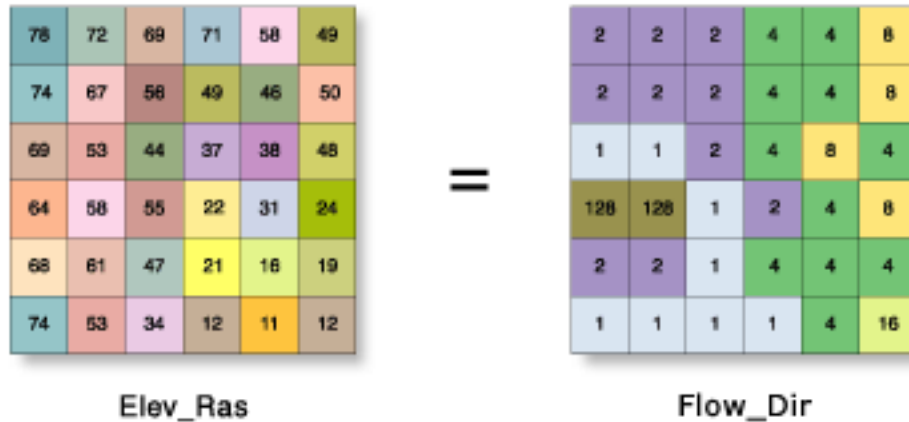 78 72 69 71 58 49 2 2 2 4 4 8
74 67 56 49 46 50 2 2 2 4 4 8
69 53 44 37 38 48 1 1 2 4 8 4
=
64 58 55 22 31 24 128 128 1 2 4 8
68 61 47 21 16 19 2 2 1 4 4 4
74 53 34 12 11 12 1 1 1 1 4 16
Elev_Ras Flow_Dir